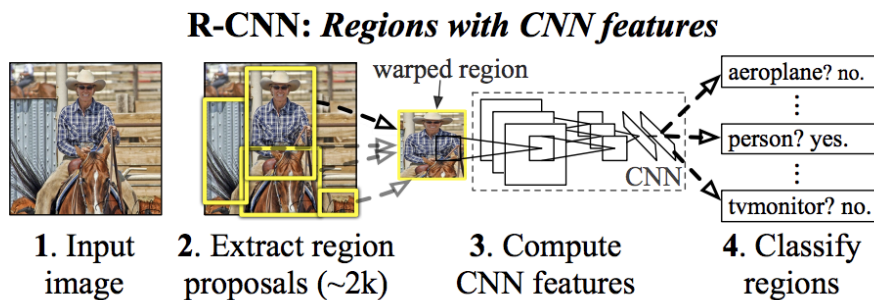 R-CNN: Regions with CNN features
warped region
aeroplane? no.
⋮
person? yes.
⋮
tvmonitor? no.
CNN
1. Input
image
2. Extract region
proposals (~2k)
3. Compute
CNN features
4. Classify
regions